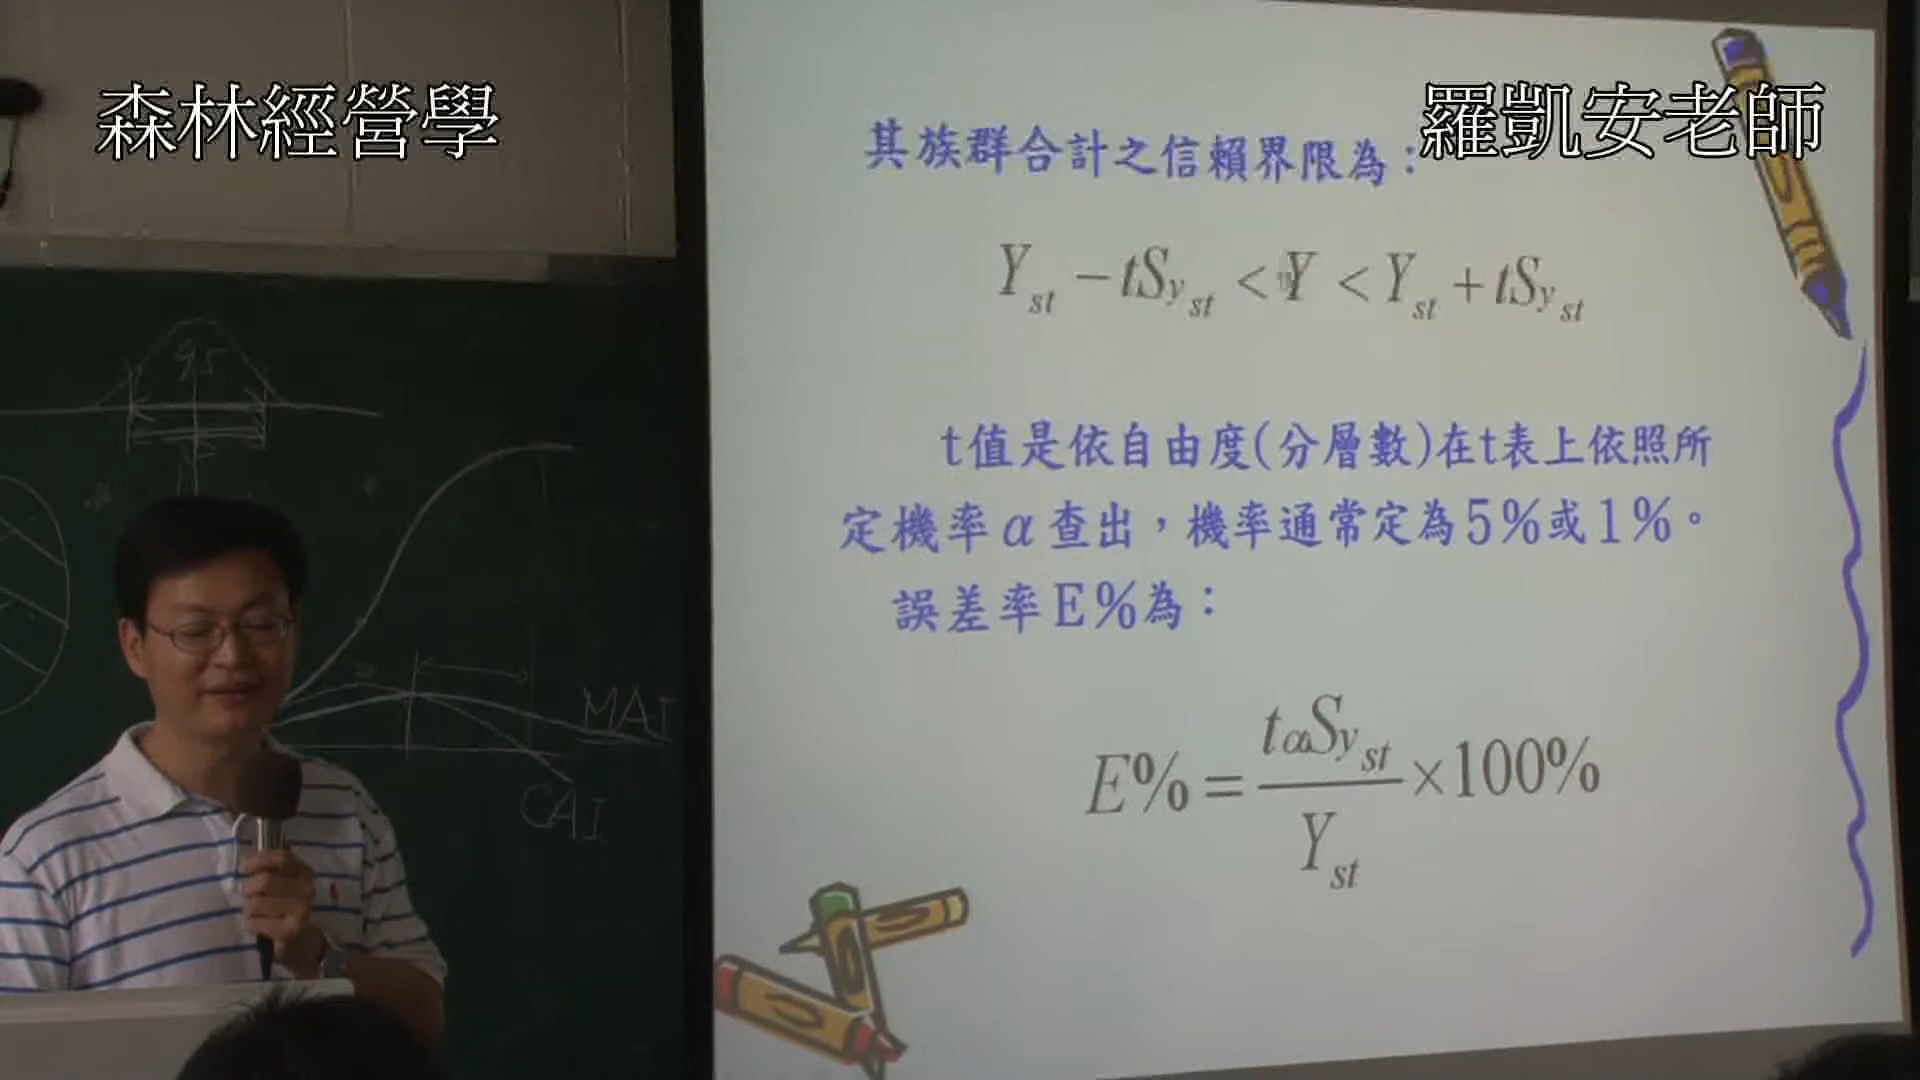 森林經營學
羅凱安老師
其族群合計之信賴界限為：
Y_st − tS_y_st < Y < Y_st + tS_y_st
t值是依自由度(分層數)在t表上依照所
定機率α查出，機率通常定為5%或1%。
誤差率E%為：
E% = tαS_y_st / Y_st ×100%
95
MAI
CAI